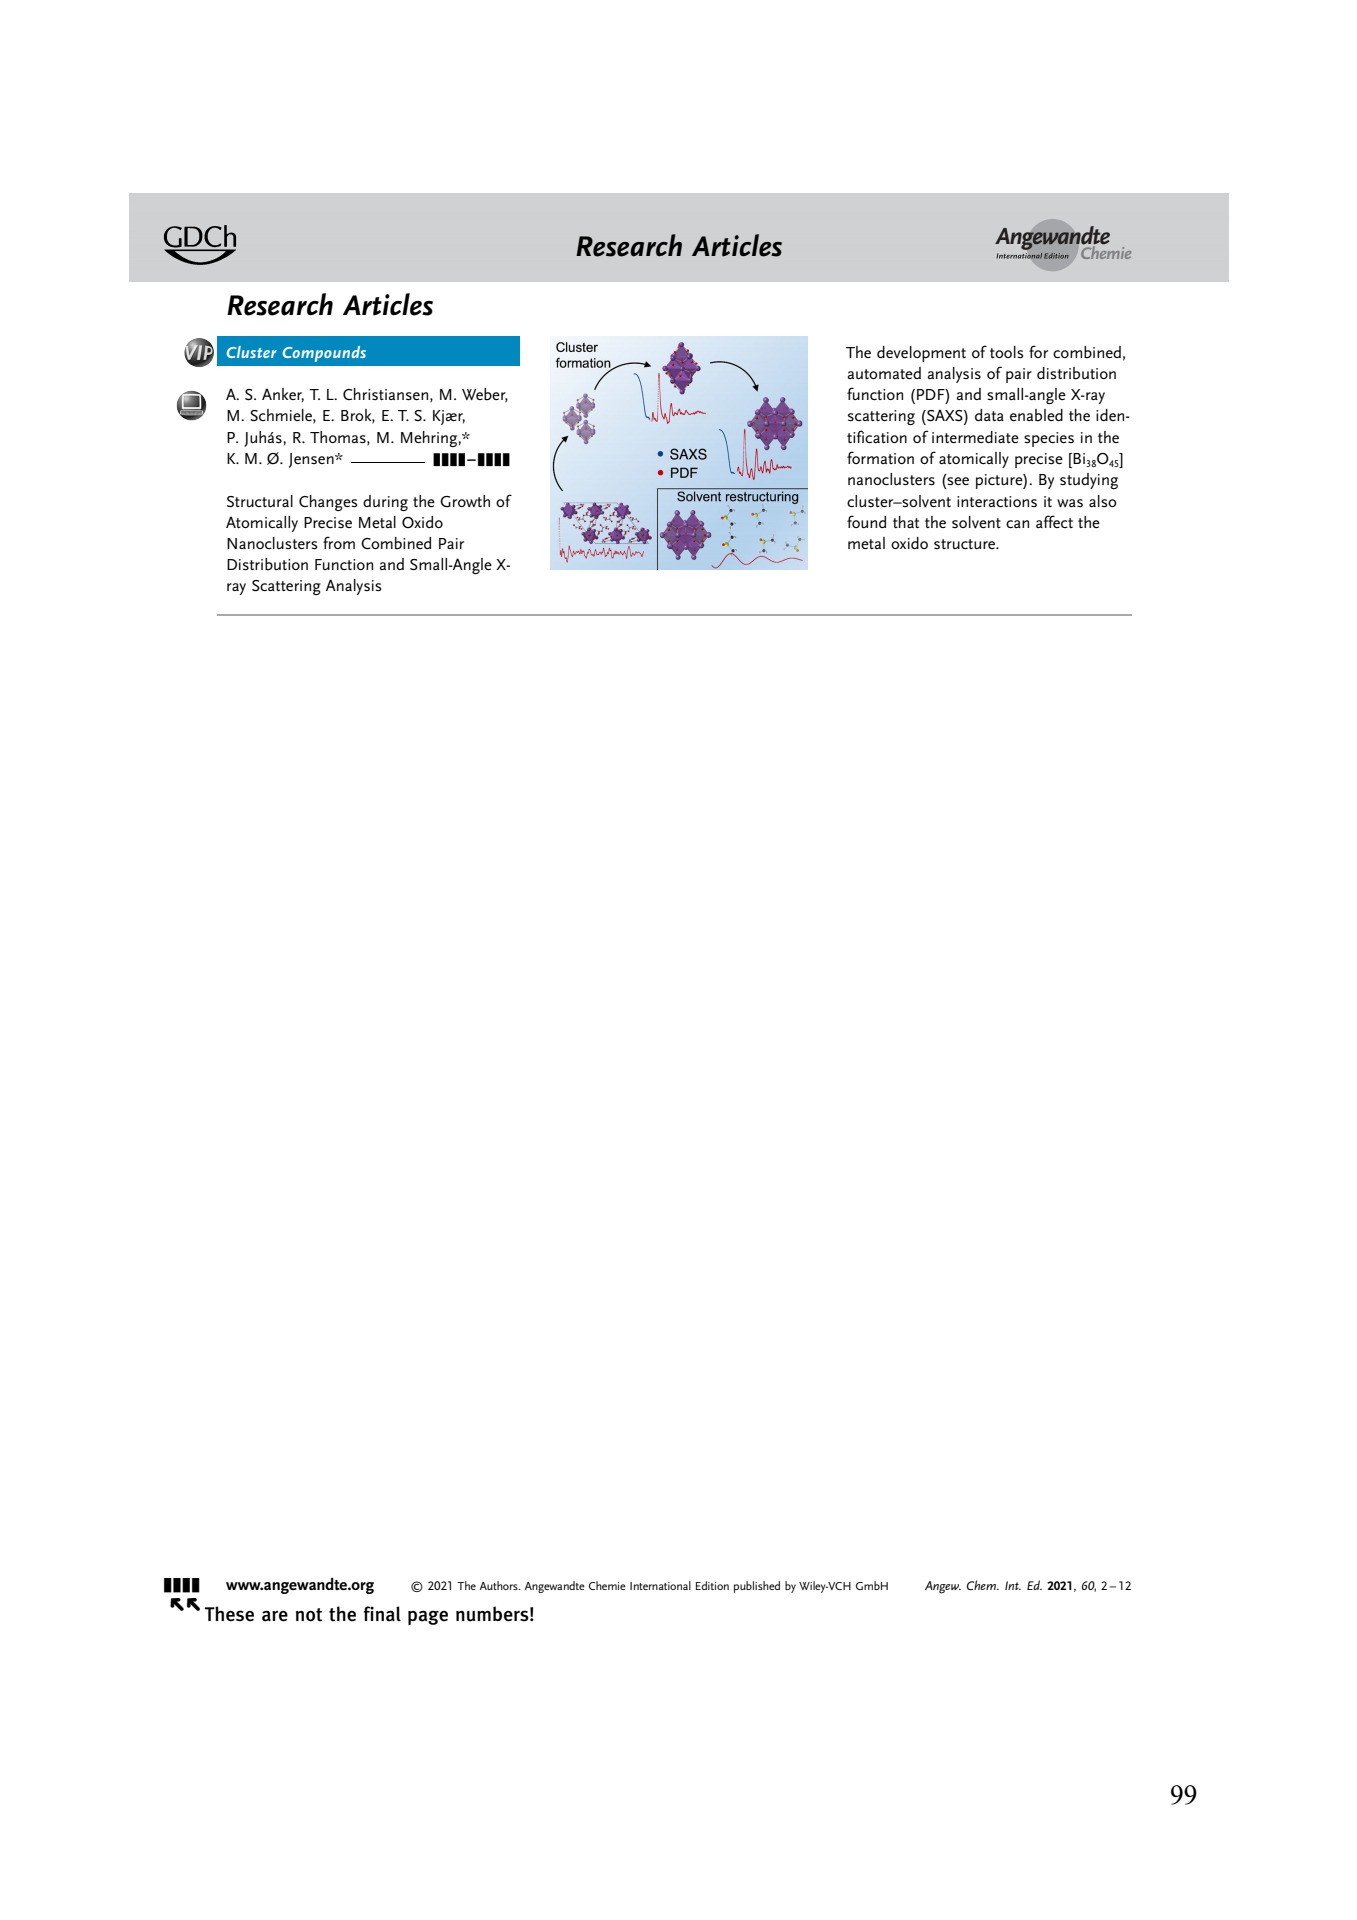 GDCh
Research Articles
Angewandte
International Edition Chemie
Research Articles
VIP
Cluster Compounds
A. S. Anker, T. L. Christiansen, M. Weber,
M. Schmiele, E. Brok, E. T. S. Kjær,
P. Juhás, R. Thomas, M. Mehring,*
K. M. Ø. Jensen* ▮▮▮▮–▮▮▮▮
Structural Changes during the Growth of
Atomically Precise Metal Oxido
Nanoclusters from Combined Pair
Distribution Function and Small-Angle X-
ray Scattering Analysis
Cluster
formation
SAXS
PDF
Solvent restructuring
The development of tools for combined,
automated analysis of pair distribution
function (PDF) and small-angle X-ray
scattering (SAXS) data enabled the iden-
tification of intermediate species in the
formation of atomically precise [Bi₃₈O₄₅]
nanoclusters (see picture). By studying
cluster–solvent interactions it was also
found that the solvent can affect the
metal oxido structure.
▮▮▮▮ www.angewandte.org © 2021 The Authors. Angewandte Chemie International Edition published by Wiley-VCH GmbH Angew. Chem. Int. Ed. 2021, 60, 2–12
These are not the final page numbers!
99